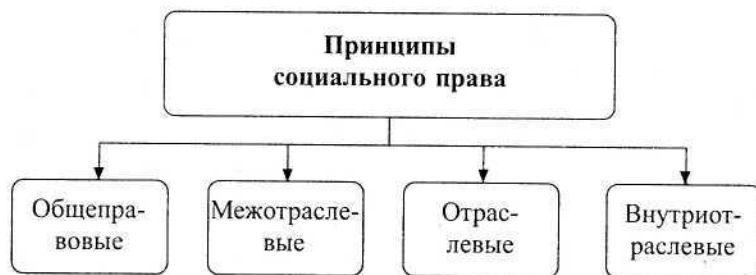 Принципы
социального права
Общепра-
вовые
Межотрасле-
вые
Отрас-
левые
Внутриот-
раслевые